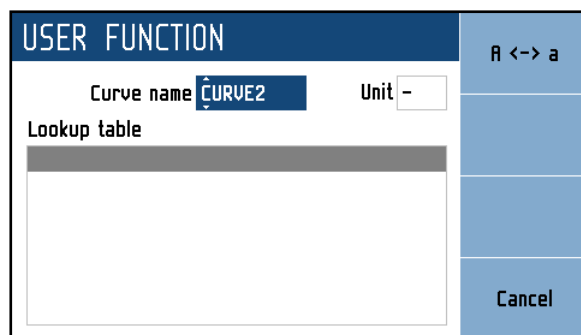 USER FUNCTION
A <-> a
Curve name CURVE2 Unit -
Lookup table
Cancel